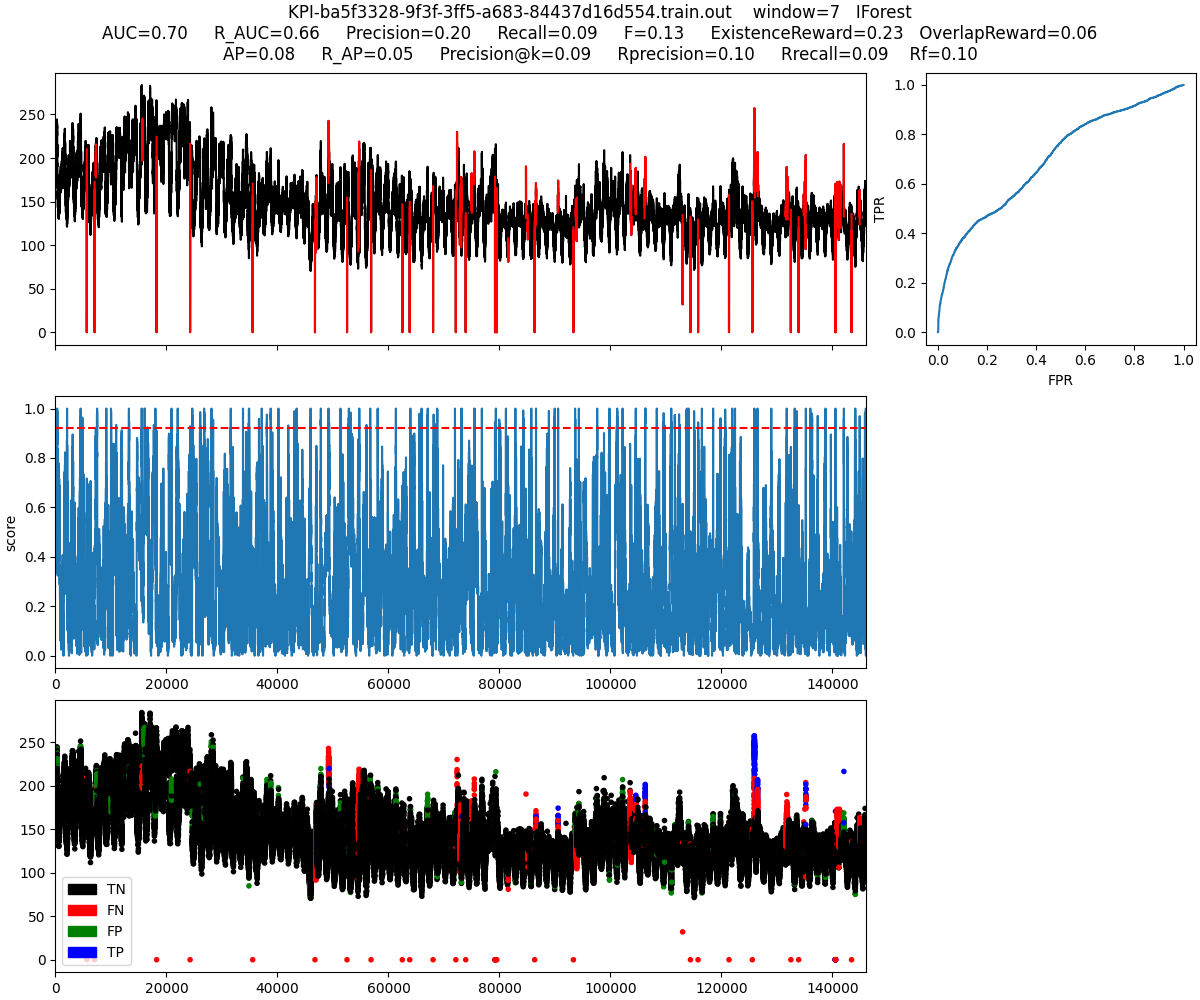 KPI-ba5f3328-9f3f-3ff5-a683-84437d16d554.train.out window=7 IForest
AUC=0.70 R_AUC=0.66 Precision=0.20 Recall=0.09 F=0.13 ExistenceReward=0.23 OverlapReward=0.06
AP=0.08 R_AP=0.05 Precision@k=0.09 Rprecision=0.10 Rrecall=0.09 Rf=0.10
250
200
150
100
50
0
1.0
0.8
0.6
0.4
0.2
0.0
TPR
0.0 0.2 0.4 0.6 0.8 1.0
FPR
1.0
0.8
0.6
0.4
0.2
0.0
score
0 20000 40000 60000 80000 100000 120000 140000
250
200
150
100
50
0
TN
FN
FP
TP
0 20000 40000 60000 80000 100000 120000 140000